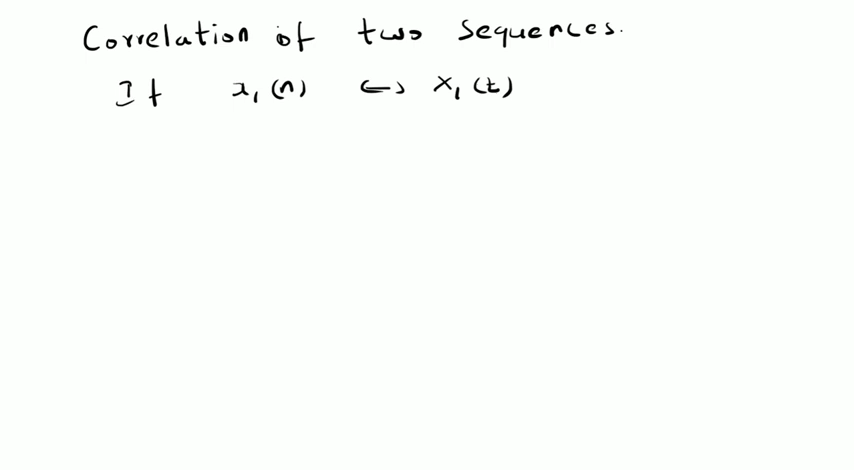 Correlation of two sequences.
If x₁(n) ↔ X₁(t)